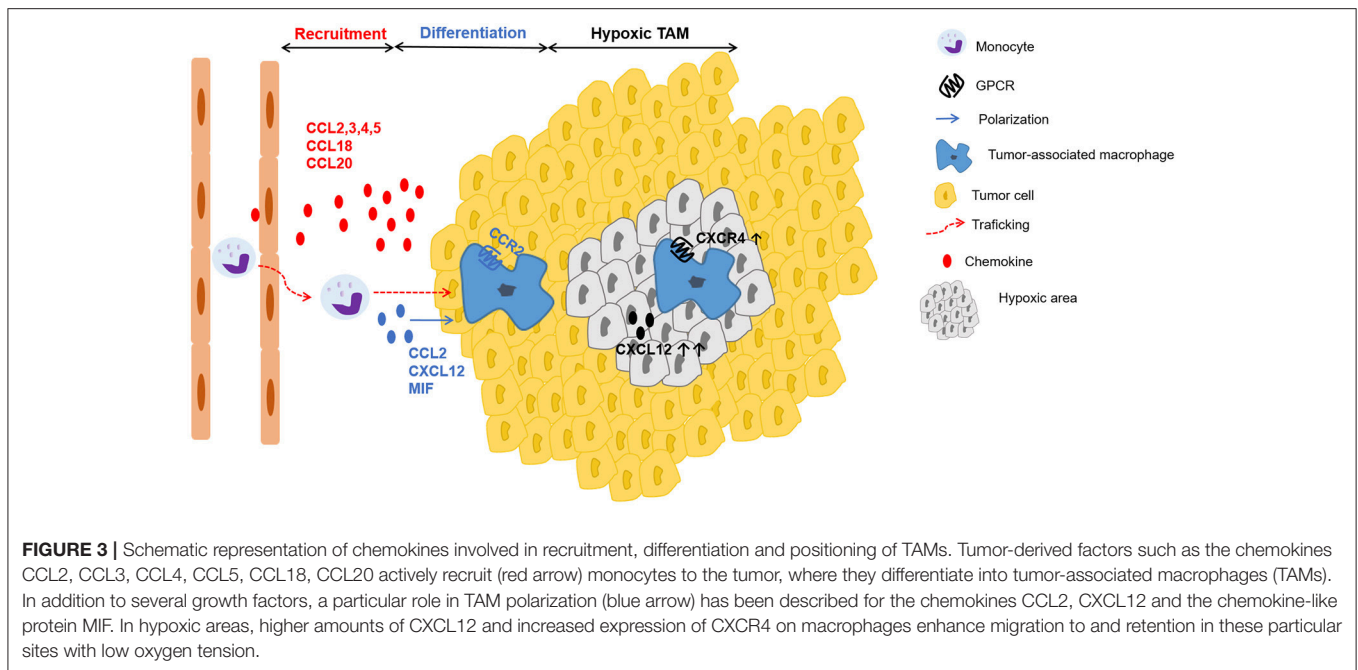 Recruitment
Differentiation
Hypoxic TAM
CCL2,3,4,5
CCL18
CCL20
CCR2
CXCR4 ↑
CCL2
CXCL12
MIF
CXCL12 ↑↑
Monocyte
GPCR
Polarization
Tumor-associated macrophage
Tumor cell
Traficking
Chemokine
Hypoxic area
FIGURE 3 | Schematic representation of chemokines involved in recruitment, differentiation and positioning of TAMs. Tumor-derived factors such as the chemokines
CCL2, CCL3, CCL4, CCL5, CCL18, CCL20 actively recruit (red arrow) monocytes to the tumor, where they differentiate into tumor-associated macrophages (TAMs).
In addition to several growth factors, a particular role in TAM polarization (blue arrow) has been described for the chemokines CCL2, CXCL12 and the chemokine-like
protein MIF. In hypoxic areas, higher amounts of CXCL12 and increased expression of CXCR4 on macrophages enhance migration to and retention in these particular
sites with low oxygen tension.